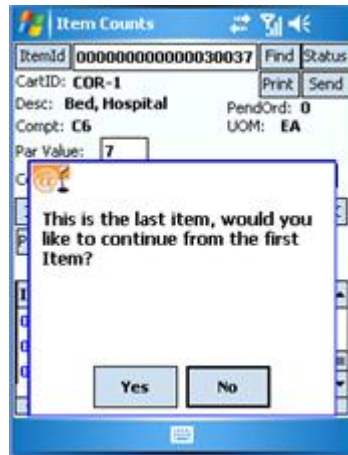 Item Counts
ItemId 000000000000030037 Find Status
CartID: COR-1 Print Send
Desc: Bed, Hospital PendOrd: 0
Compt: C6 UOM: EA
Par Value: 7
This is the last item, would you
like to continue from the first
Item?
Yes No